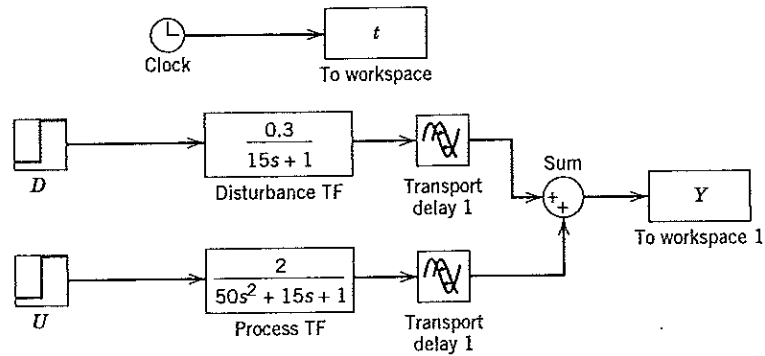 t
Clock
To workspace
0.3
15s + 1
D
Disturbance TF
Transport
delay 1
Sum
+
+
Y
To workspace 1
2
50s² + 15s + 1
U
Process TF
Transport
delay 1